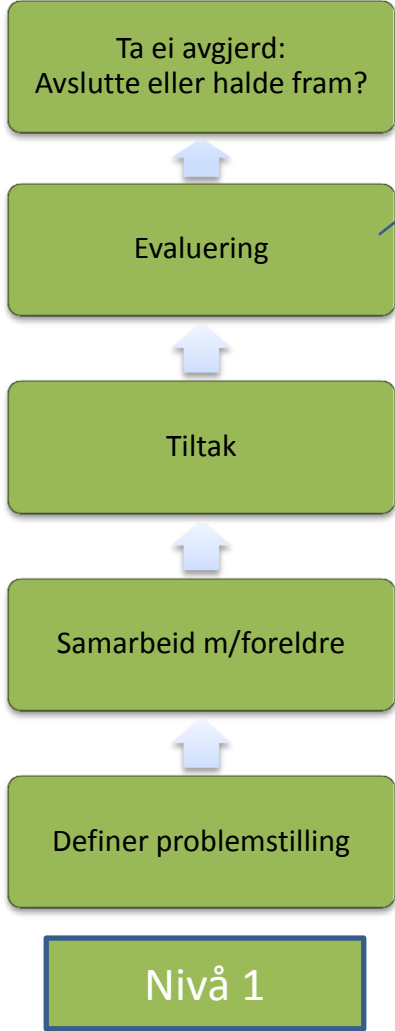 Ta ei avgjerd:
Avslutte eller halde fram?
Evaluering
Tiltak
Samarbeid m/foreldre
Definer problemstilling
Nivå 1